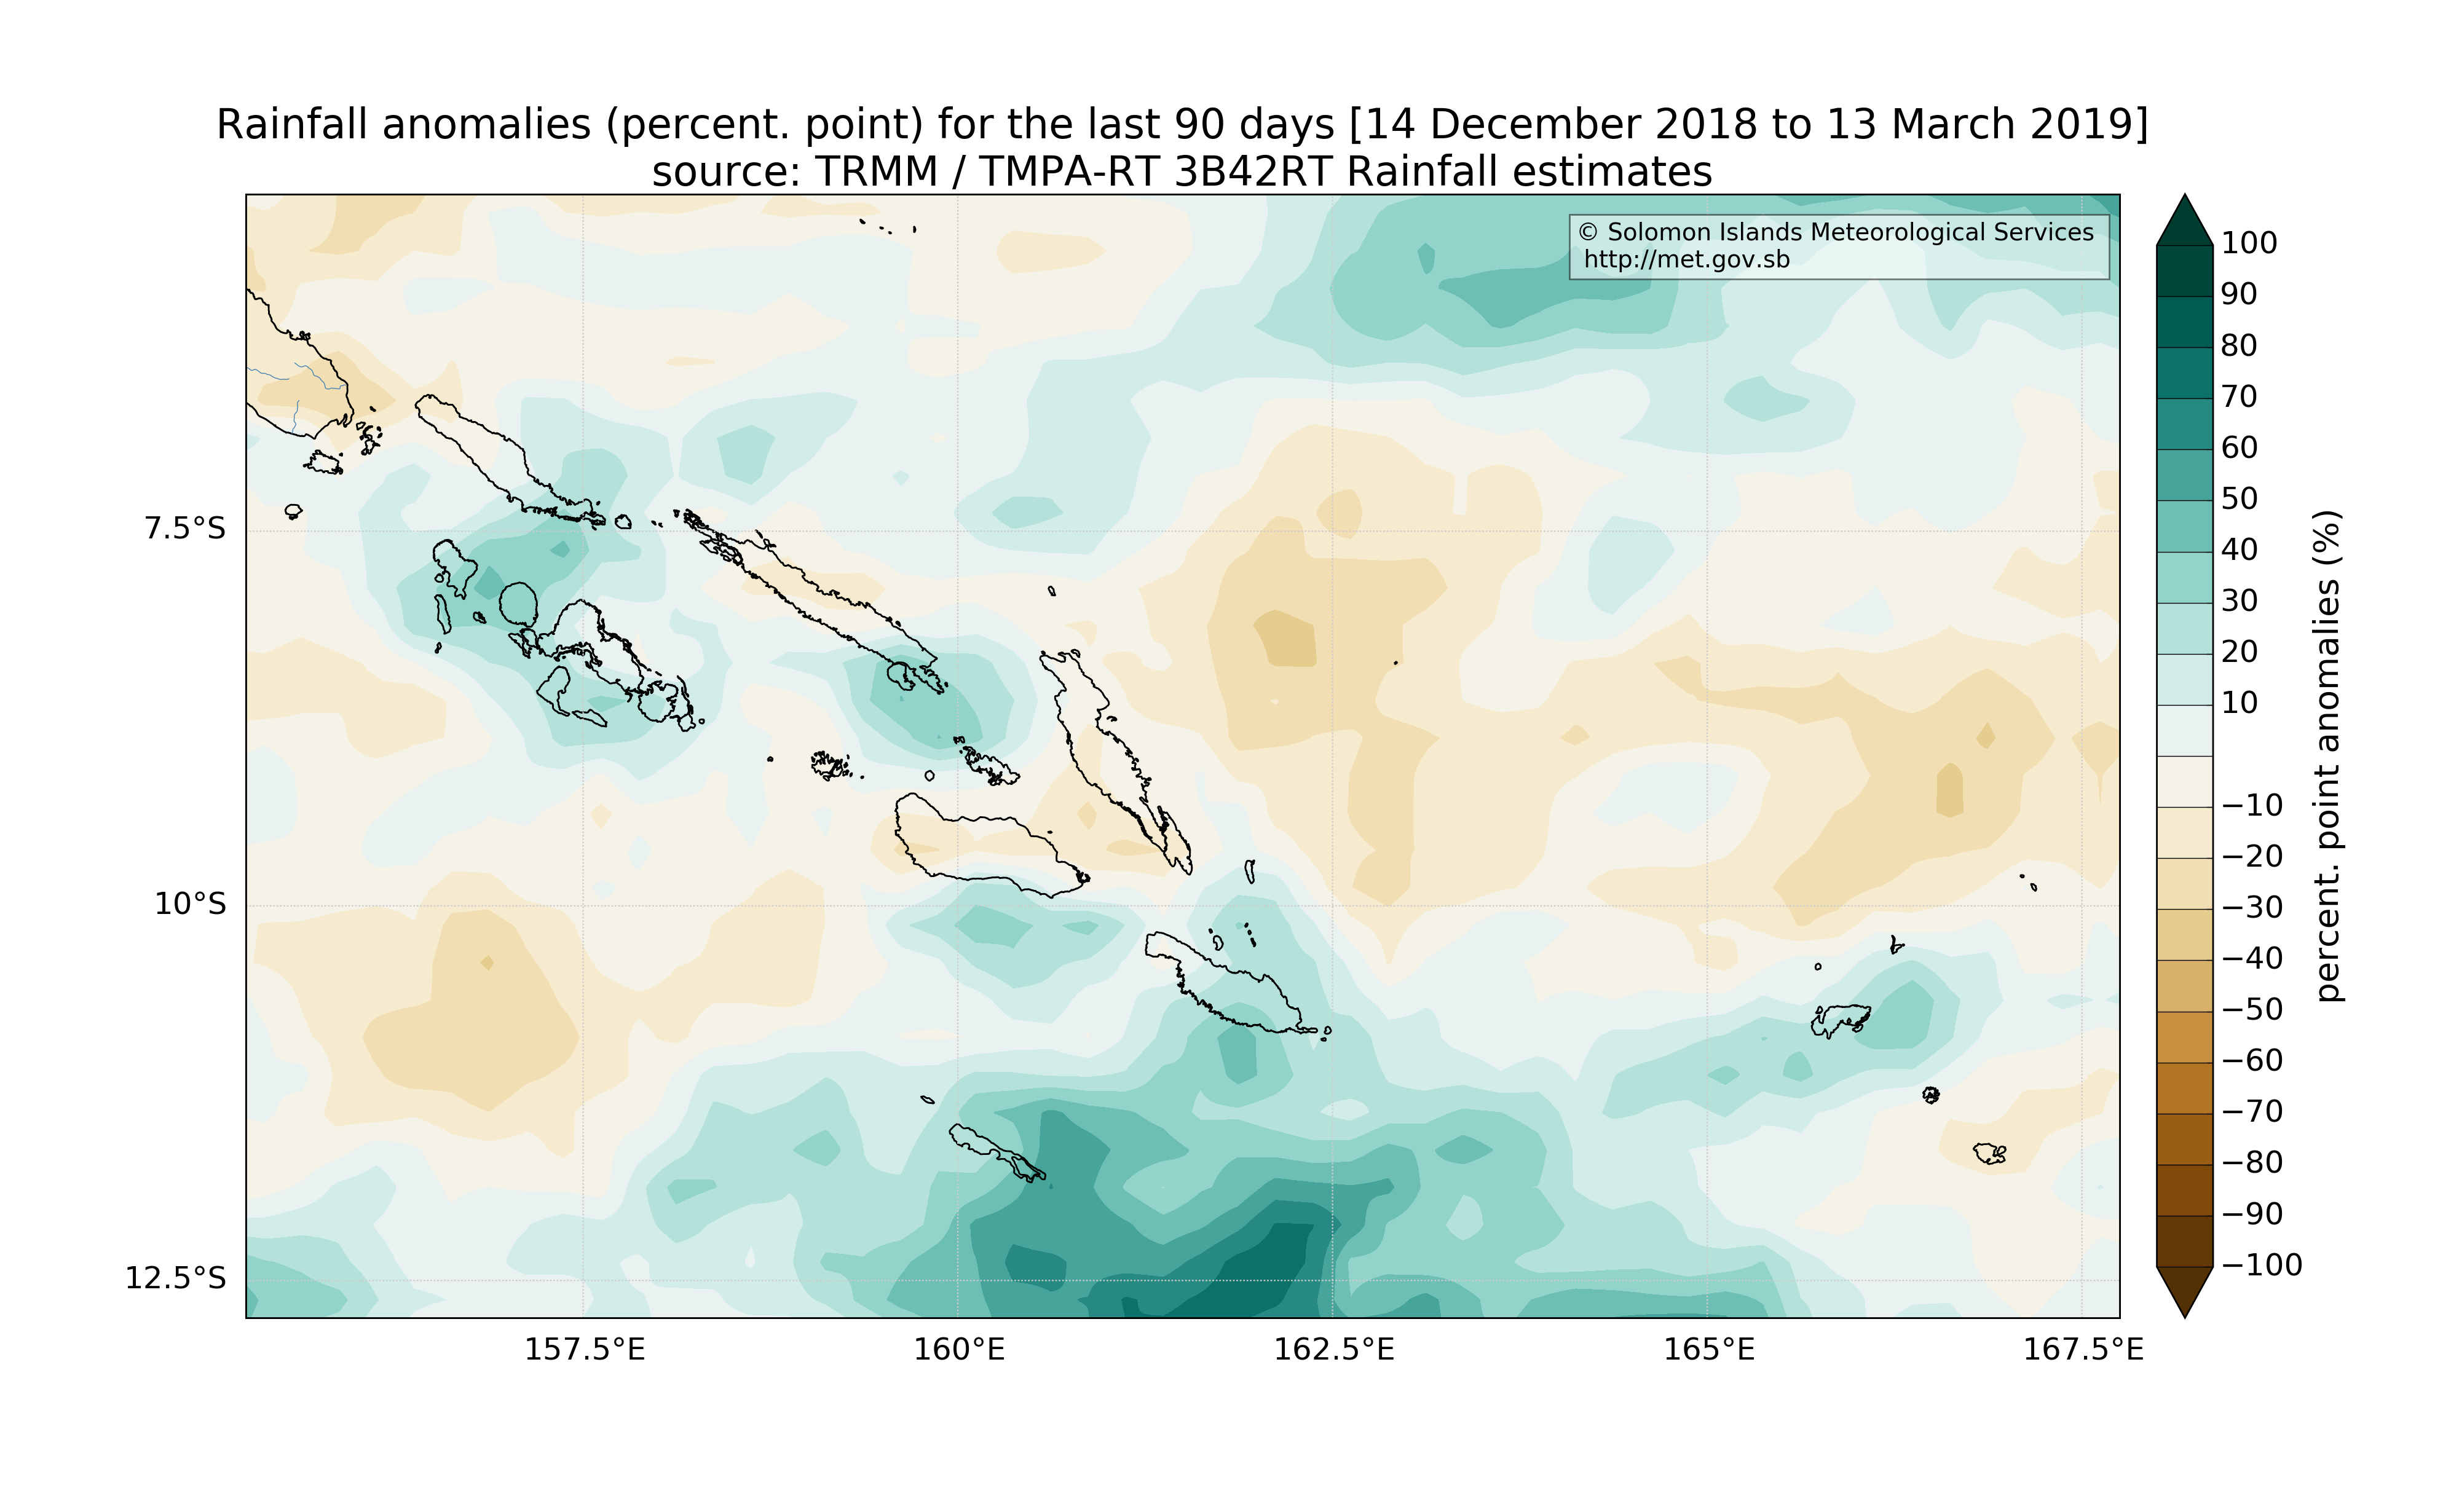 Rainfall anomalies (percent. point) for the last 90 days [14 December 2018 to 13 March 2019]
source: TRMM / TMPA-RT 3B42RT Rainfall estimates
© Solomon Islands Meteorological Services
http://met.gov.sb
7.5°S
10°S
12.5°S
157.5°E
160°E
162.5°E
165°E
167.5°E
100
90
80
70
60
50
40
30
20
10
−10
−20
−30
−40
−50
−60
−70
−80
−90
−100
percent. point anomalies (%)